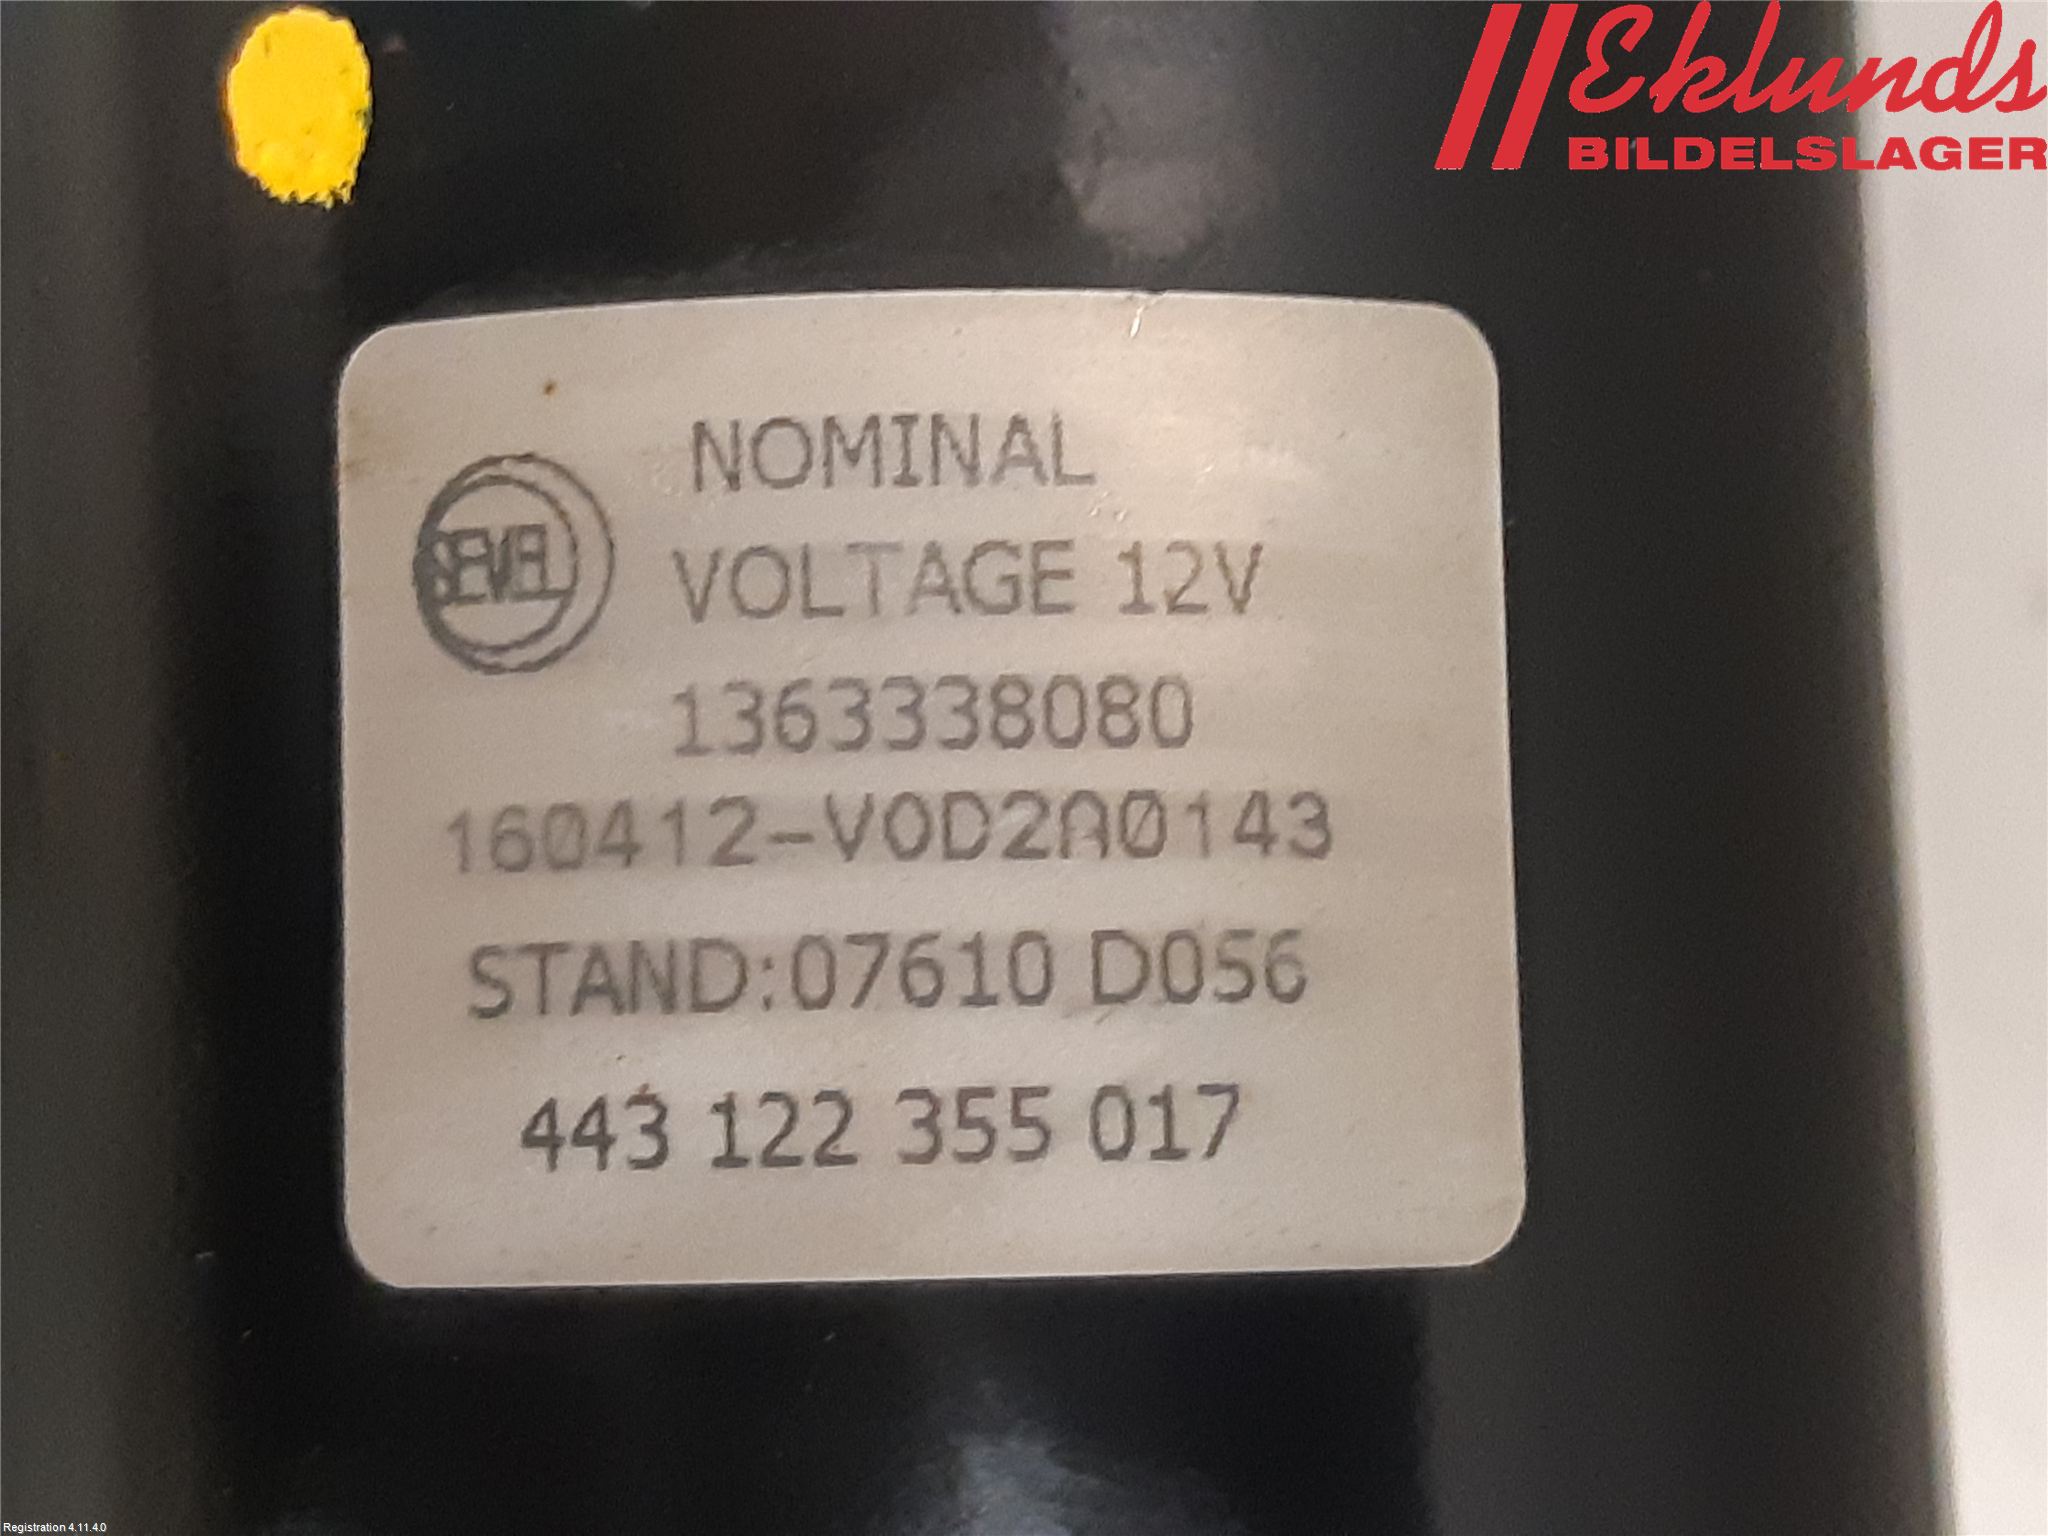 Eklunds
BILDELSLAGER
NOMINAL
SEVEL
VOLTAGE 12V
1363338080
160412-V0D2A0143
STAND:07610 D056
443 122 355 017
Registration 4.11.4.0